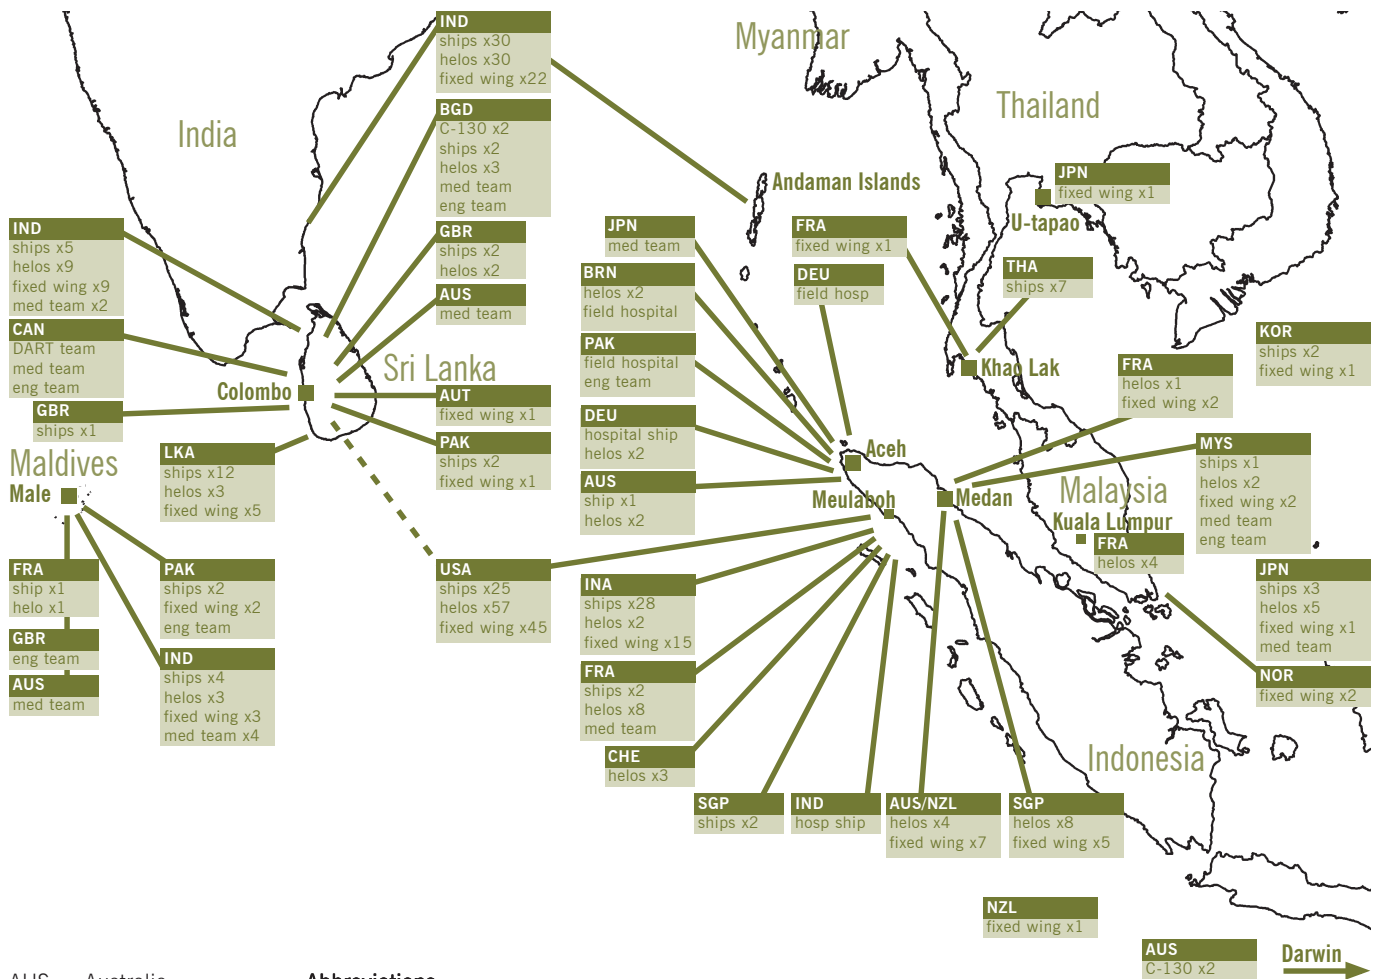 IND
ships x30
helos x30
fixed wing x22
Myanmar
India
Thailand
BGD
C-130 x2
ships x2
helos x3
med team
eng team
Andaman Islands
JPN
fixed wing x1
U-tapao
IND
ships x5
helos x9
fixed wing x9
med team x2
GBR
ships x2
helos x2
JPN
med team
FRA
fixed wing x1
THA
ships x7
BRN
helos x2
field hospital
DEU
field hosp
AUS
med team
CAN
DART team
med team
eng team
PAK
field hospital
eng team
KOR
ships x2
fixed wing x1
Sri Lanka
Khao Lak
FRA
helos x1
fixed wing x2
Colombo
AUT
fixed wing x1
GBR
ships x1
DEU
hospital ship
helos x2
PAK
ships x2
fixed wing x1
LKA
ships x12
helos x3
fixed wing x5
Aceh
MYS
ships x1
helos x2
fixed wing x2
med team
eng team
Maldives
Male
AUS
ship x1
helos x2
Meulaboh
Medan
Malaysia
Kuala Lumpur
FRA
helos x4
FRA
ship x1
helo x1
PAK
ships x2
fixed wing x2
eng team
USA
ships x25
helos x57
fixed wing x45
INA
ships x28
helos x2
fixed wing x15
JPN
ships x3
helos x5
fixed wing x1
med team
GBR
eng team
IND
ships x4
helos x3
fixed wing x3
med team x4
FRA
ships x2
helos x8
med team
NOR
fixed wing x2
AUS
med team
CHE
helos x3
Indonesia
SGP
ships x2
IND
hosp ship
AUS/NZL
helos x4
fixed wing x7
SGP
helos x8
fixed wing x5
NZL
fixed wing x1
AUS
C-130 x2
Darwin
AUS Australia
Abbreviations